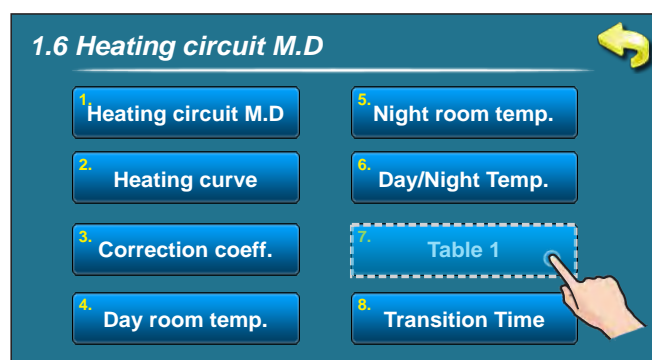 1.6 Heating circuit M.D
1. Heating circuit M.D
2. Heating curve
3. Correction coeff.
4. Day room temp.
5. Night room temp.
6. Day/Night Temp.
7. Table 1
8. Transition Time